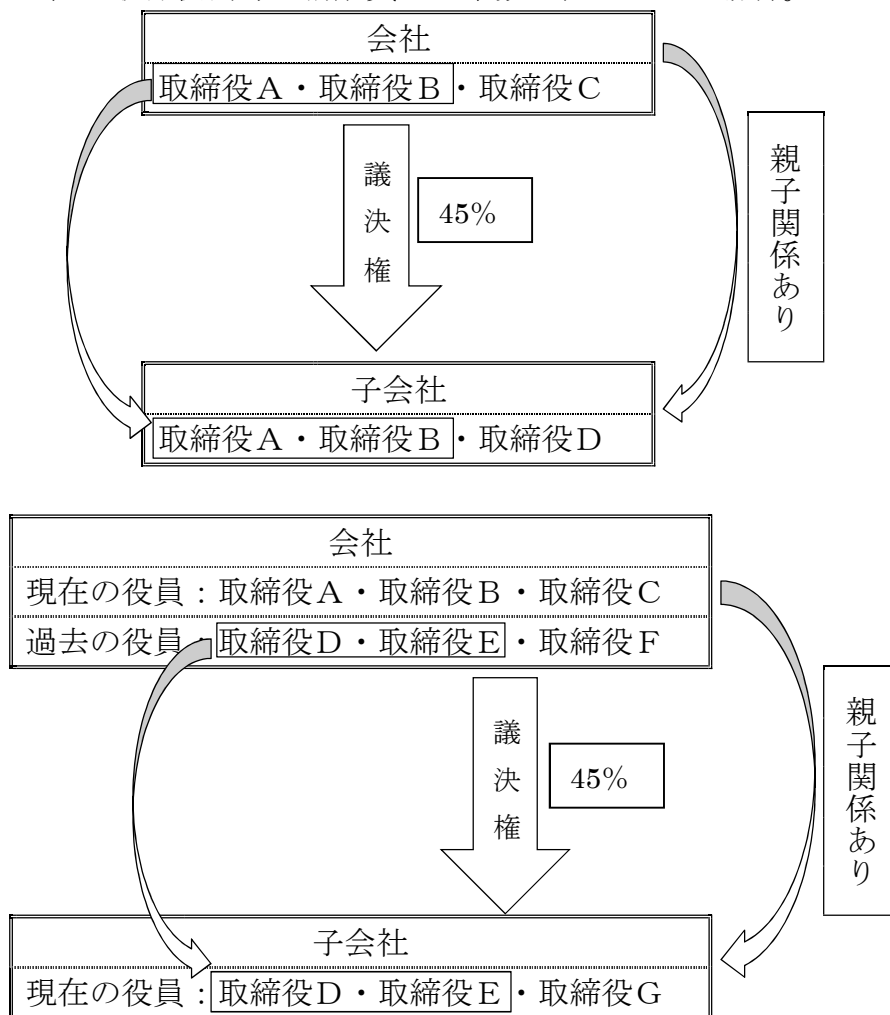 会社
取締役A・取締役B・取締役C
議決権
45%
親子関係あり
子会社
取締役A・取締役B・取締役D
会社
現在の役員：取締役A・取締役B・取締役C
過去の役員：取締役D・取締役E・取締役F
議決権
45%
親子関係あり
子会社
現在の役員：取締役D・取締役E・取締役G